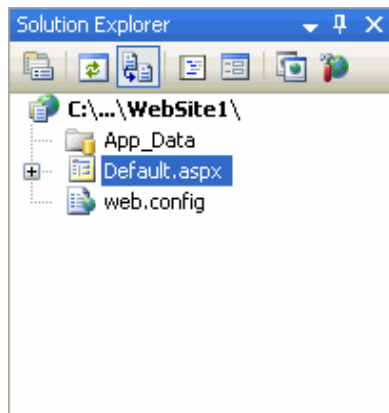 Solution Explorer
C:\...\WebSite1\
App_Data
Default.aspx
web.config